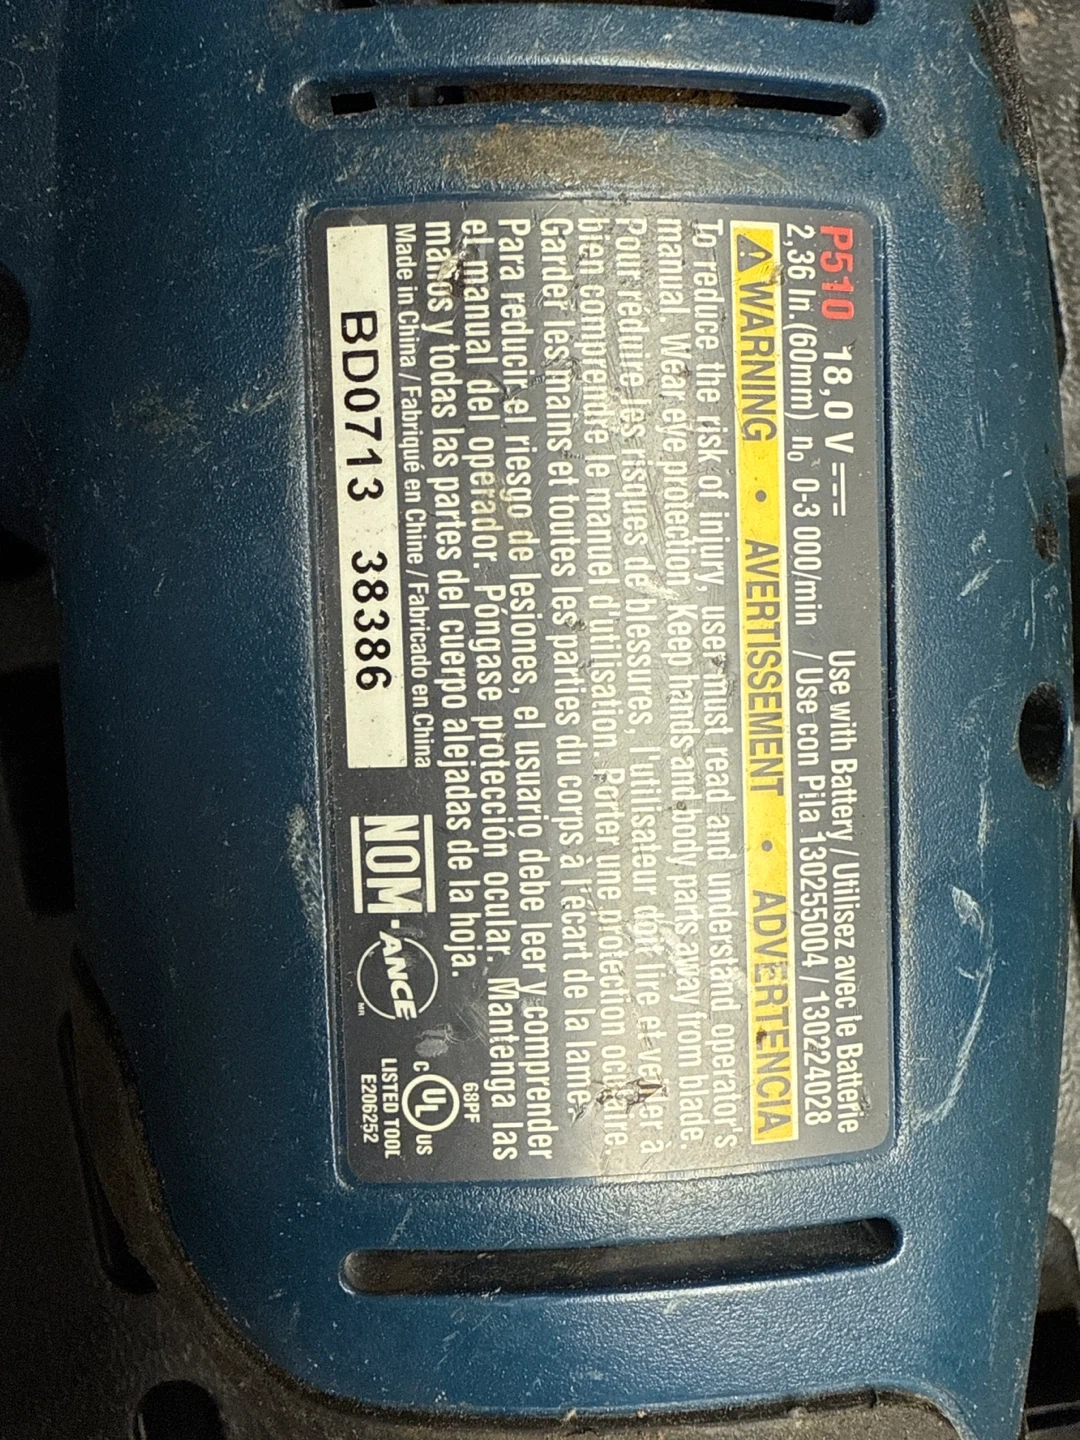 P510 18,0 V ⎓ Use with Battery / Utilisez avec le Batterie
2,36 In.(60mm) n₀ 0-3 000/min / Use con Pila 130255004 / 130224028
⚠ WARNING • AVERTISSEMENT • ADVERTENCIA
To reduce the risk of injury, user must read and understand operator's
manual. Wear eye protection. Keep hands and body parts away from blade.
Pour reduire les risques de blessures, l'utilisateur doit lire et veiller à
bien comprendre le manuel d'utilisation. Porter une protection oculaire.
Garder les mains et toutes les parties du corps à l'écart de la lame.
Para reducir el riesgo de lesiones, el usuario debe leer y comprender
el manual del operador. Póngase protección ocular. Mantenga las
manos y todas las partes del cuerpo alejadas de la hoja.
Made in China / Fabriqué en Chine / Fabricado en China
BD0713 38386
NOM-ANCE
MR
68PF
C UL US
LISTED TOOL
E206252